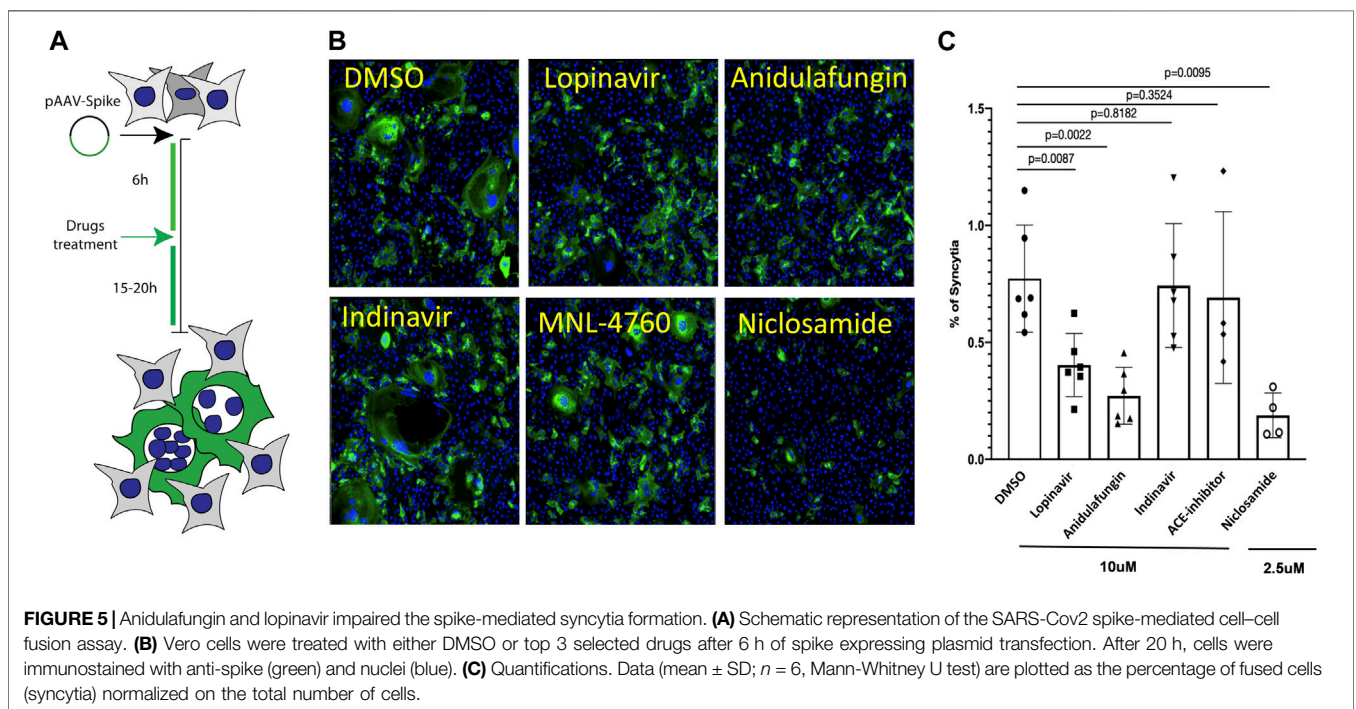 A
pAAV-Spike
6h
Drugs
treatment
15-20h
B
DMSO
Lopinavir
Anidulafungin
Indinavir
MNL-4760
Niclosamide
C
p=0.0095
p=0.3524
p=0.8182
p=0.0022
p=0.0087
% of Syncytia
1.5
1.0
0.5
0.0
DMSO
Lopinavir
Anidulafungin
Indinavir
ACE-inhibitor
Niclosamide
10uM
2.5uM
FIGURE 5 | Anidulafungin and lopinavir impaired the spike-mediated syncytia formation. (A) Schematic representation of the SARS-Cov2 spike-mediated cell–cell
fusion assay. (B) Vero cells were treated with either DMSO or top 3 selected drugs after 6 h of spike expressing plasmid transfection. After 20 h, cells were
immunostained with anti-spike (green) and nuclei (blue). (C) Quantifications. Data (mean ± SD; n = 6, Mann-Whitney U test) are plotted as the percentage of fused cells
(syncytia) normalized on the total number of cells.